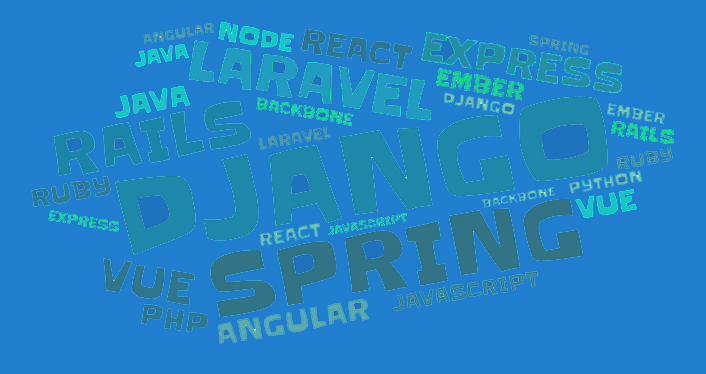 ANGULAR
NODE
SPRING
JAVA
REACT
EXPRESS
LARAVEL
EMBER
JAVA
BACKBONE
DJANGO
EMBER
RAILS
RAILS
LARAVEL
DJANGO
RUBY
RUBY
PYTHON
BACKBONE
VUE
EXPRESS
REACT
JAVASCRIPT
SPRING
VUE
JAVASCRIPT
PHP
ANGULAR